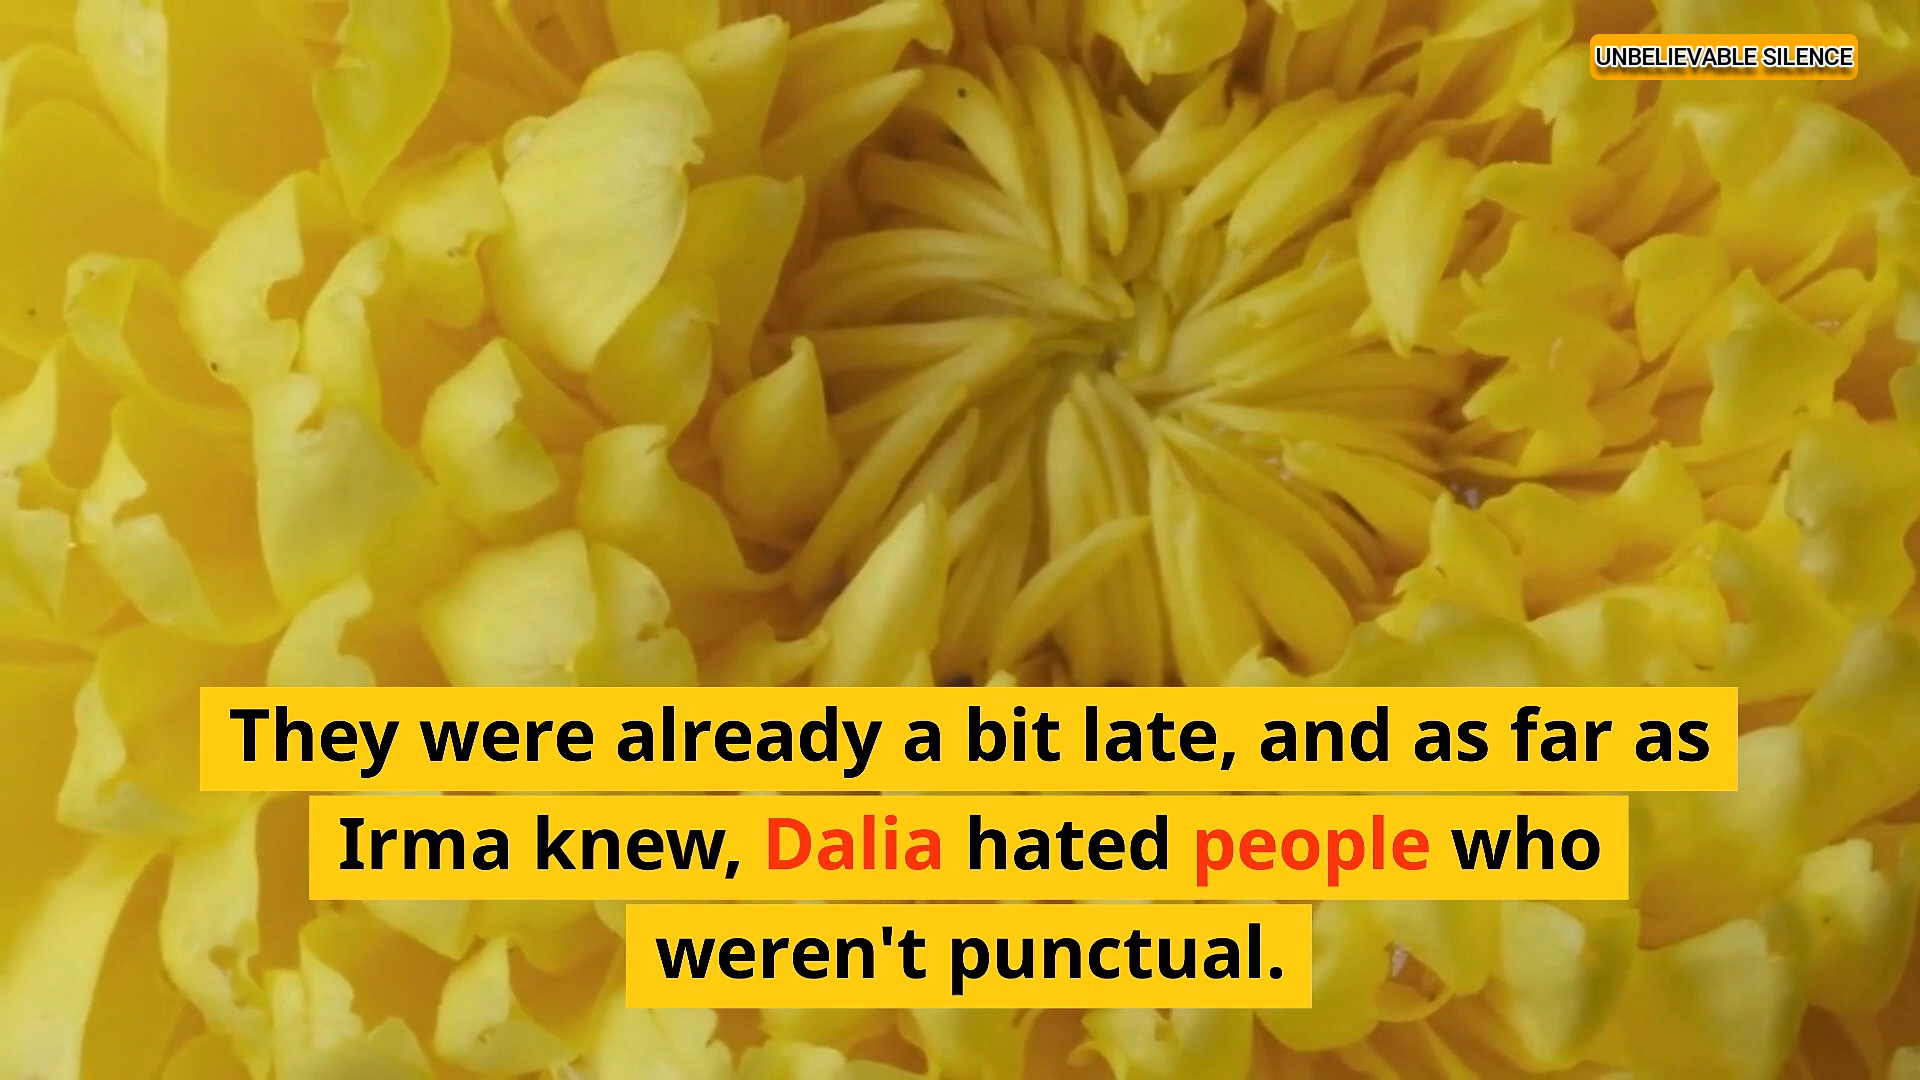 UNBELIEVABLE SILENCE
They were already a bit late, and as far as
Irma knew, Dalia hated people who
weren't punctual.